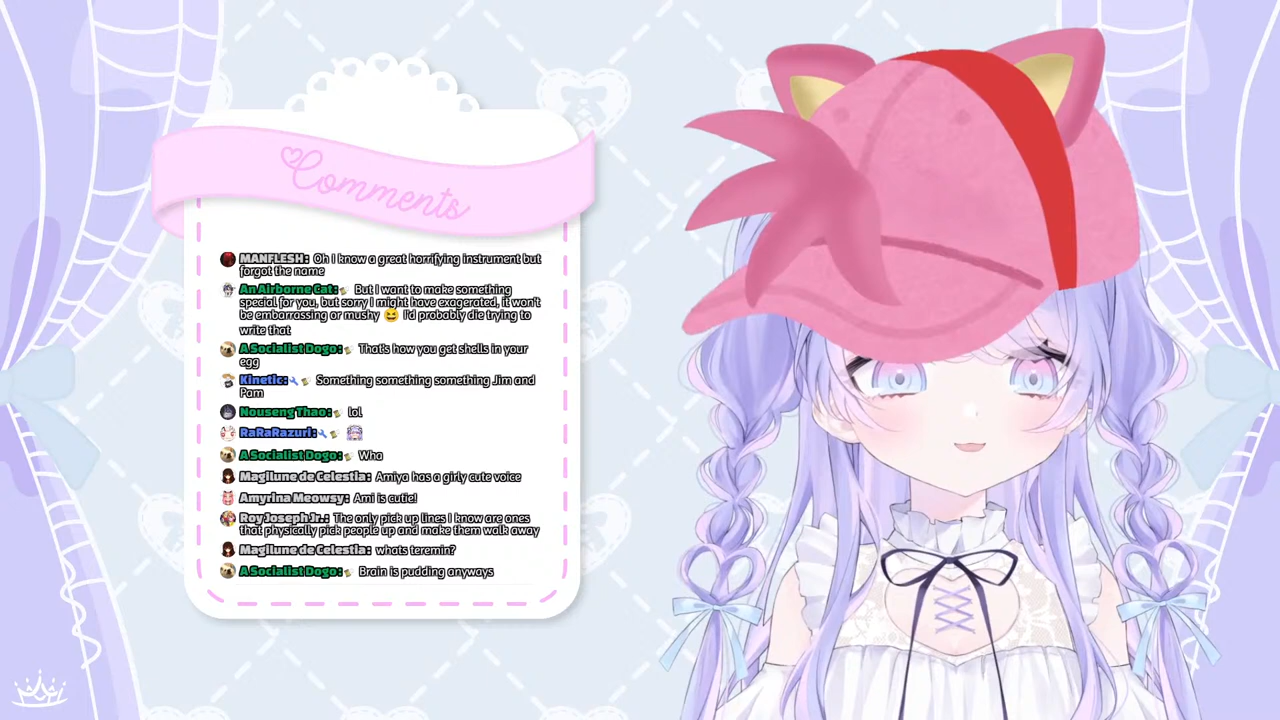 Comments
MANFLESH: Oh I know a great horrifying instrument but
forgot the name
An Airborne Cat: But I want to make something
special for you, but sorry I might have exagerated, it won't
be embarrassing or mushy 😆 I'd probably die trying to
write that
A Socialist Dogo: That's how you get shells in your
egg
Kinetic: Something something something Jim and
Pam
Nouseng Thao: lol
RaRaRazuri:
A Socialist Dogo: Wha
Magilune de Celestia: Amiya has a girly cute voice
Amyrina Meowsy: Ami is cutie!
Roy Joseph Jr.: The only pick up lines I know are ones
that physically pick people up and make them walk away
Magilune de Celestia: whats teremin?
A Socialist Dogo: Brain is pudding anyways